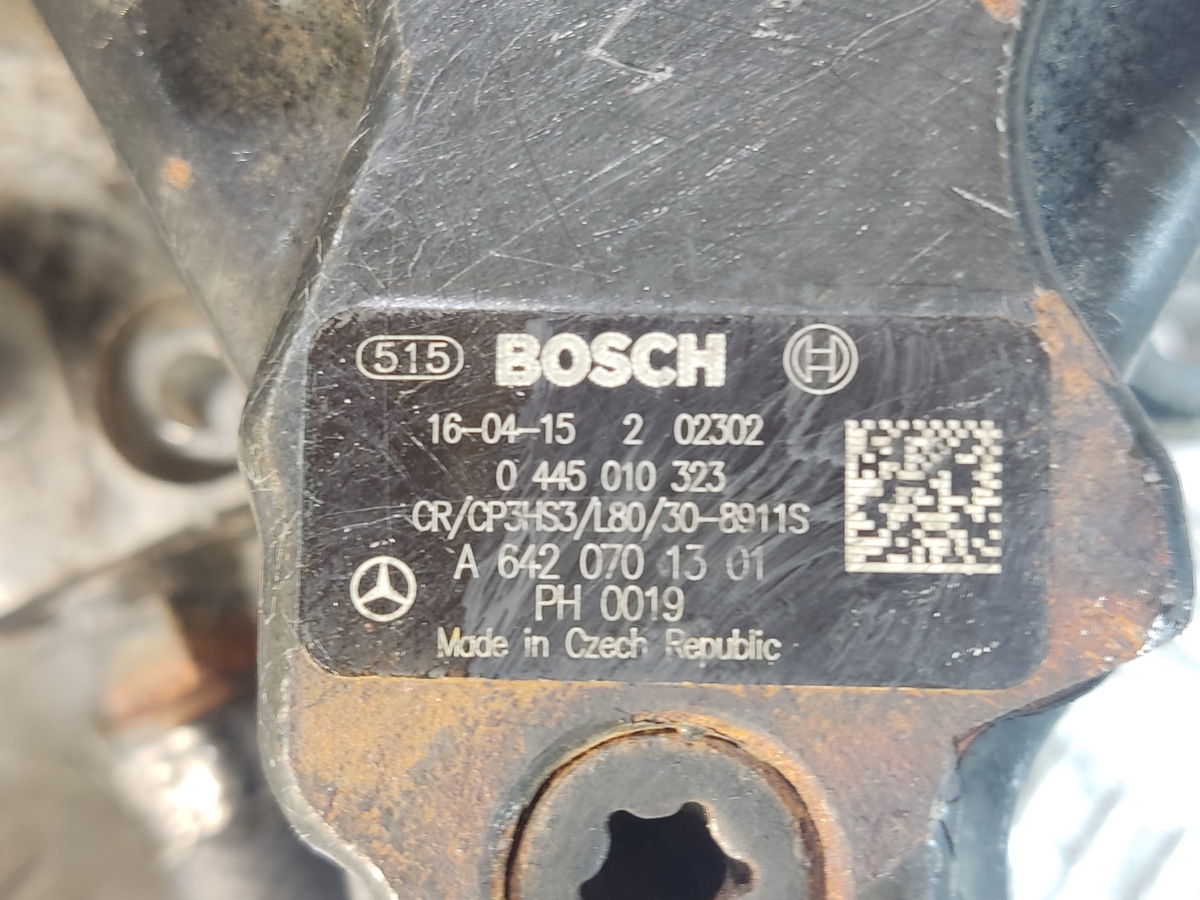 515 BOSCH H
16-04-15 2 02302
0 445 010 323
CR/CP3HS3/L80/30-8911S
A 642 070 13 01
PH 0019
Made in Czech Republic